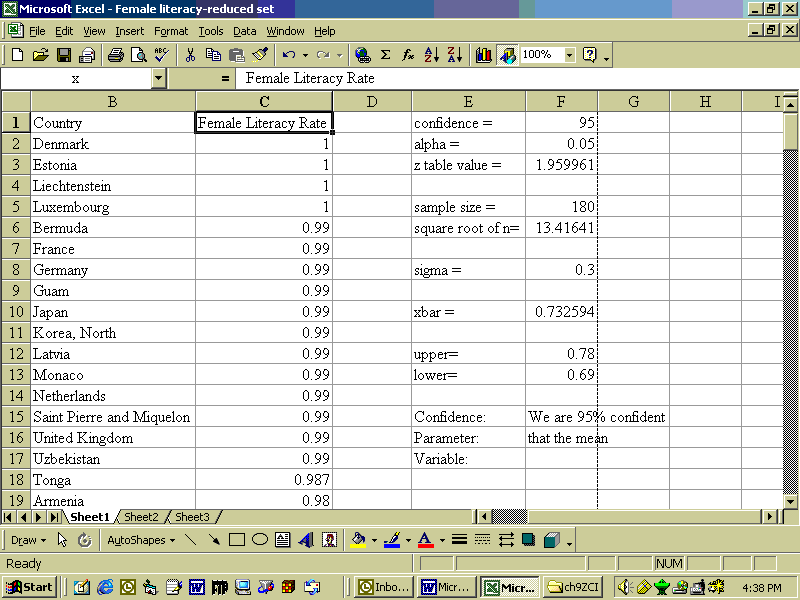 Microsoft Excel - Female literacy-reduced set
File Edit View Insert Format Tools Data Window Help
ABC 100%
x = Female Literacy Rate
B C D E F G H I
1 Country Female Literacy Rate confidence = 95
2 Denmark 1 alpha = 0.05
3 Estonia 1 z table value = 1.959961
4 Liechtenstein 1
5 Luxembourg 1 sample size = 180
6 Bermuda 0.99 square root of n= 13.41641
7 France 0.99
8 Germany 0.99 sigma = 0.3
9 Guam 0.99
10 Japan 0.99 xbar = 0.732594
11 Korea, North 0.99
12 Latvia 0.99 upper= 0.78
13 Monaco 0.99 lower= 0.69
14 Netherlands 0.99
15 Saint Pierre and Miquelon 0.99 Confidence: We are 95% confident
16 United Kingdom 0.99 Parameter: that the mean
17 Uzbekistan 0.99 Variable:
18 Tonga 0.987
19 Armenia 0.98
Sheet1 Sheet2 Sheet3
Draw AutoShapes
Ready NUM
Start Inbo... Micr... Micr... ch9ZCI 4:38 PM